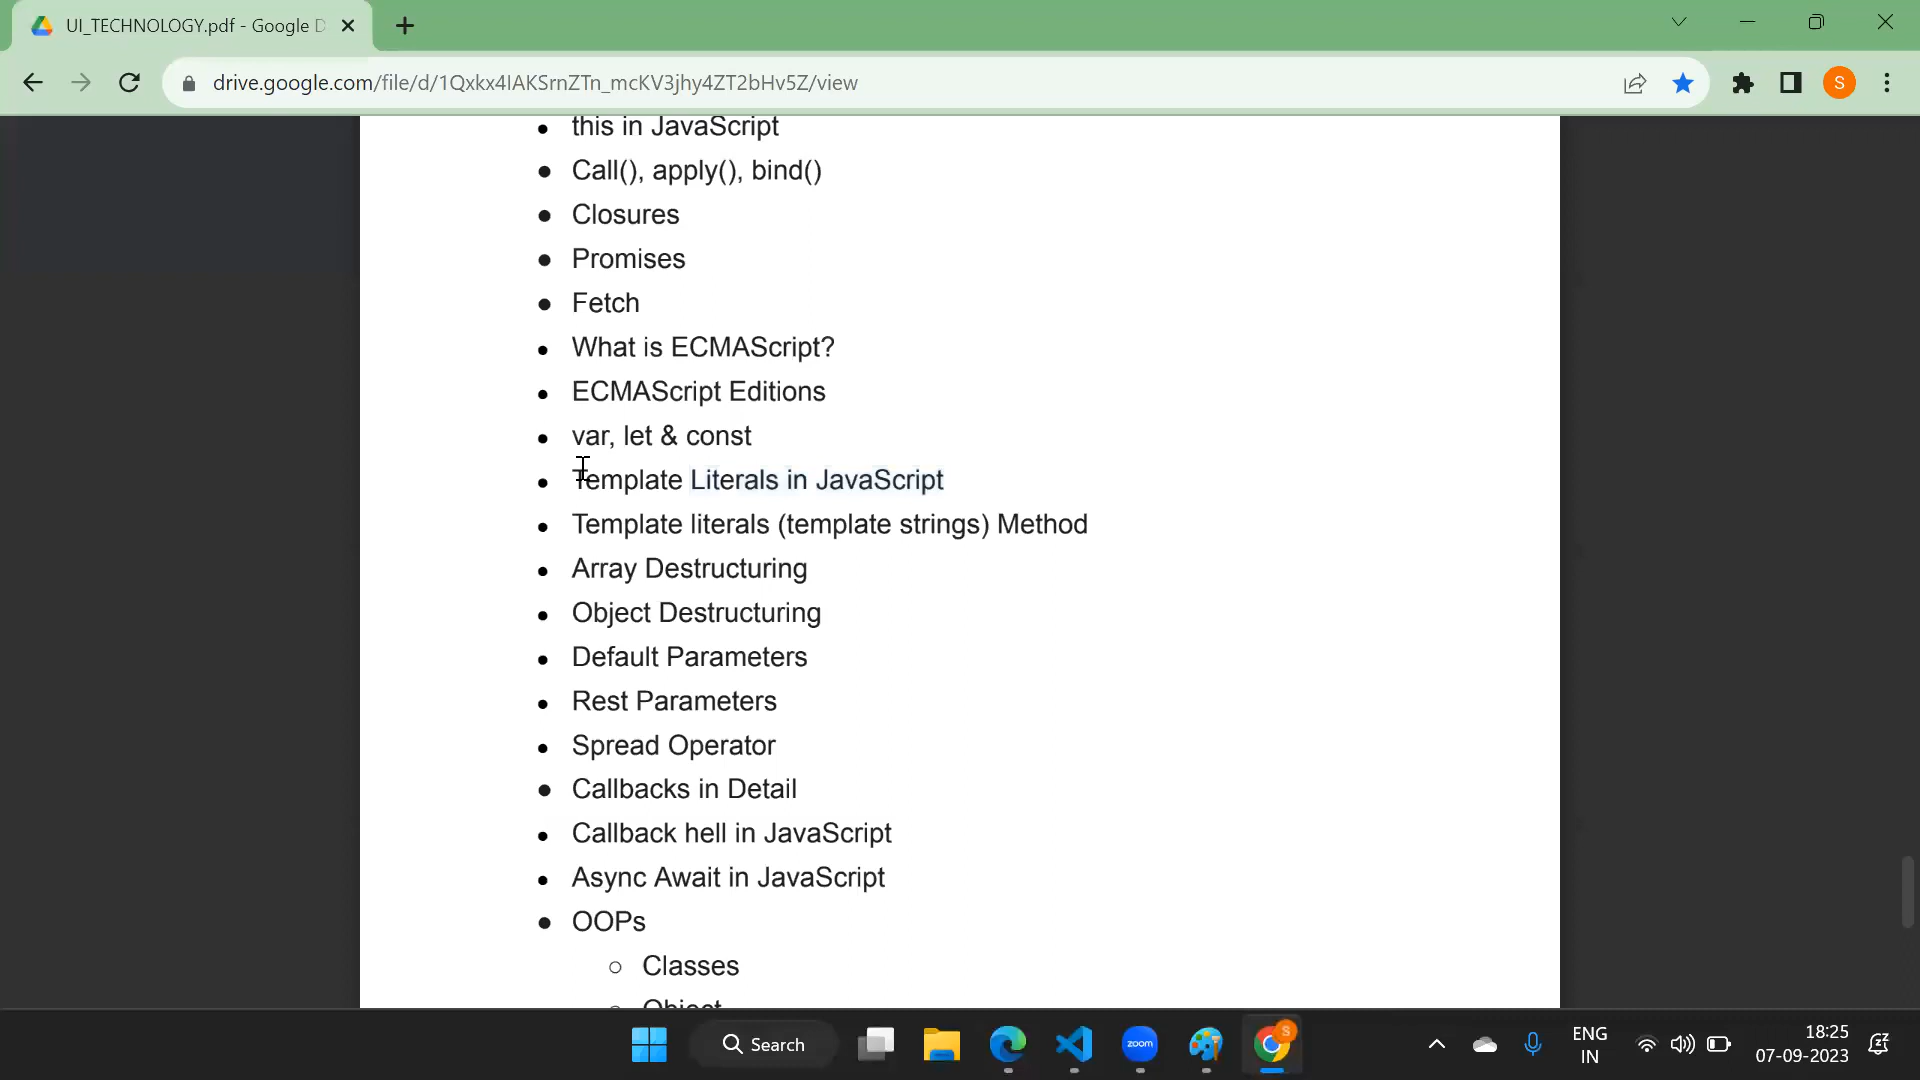 UI_TECHNOLOGY.pdf - Google D
drive.google.com/file/d/1Qxkx4IAKSrnZTn_mcKV3jhy4ZT2bHv5Z/view
S
• this in JavaScript
• Call(), apply(), bind()
• Closures
• Promises
• Fetch
• What is ECMAScript?
• ECMAScript Editions
• var, let & const
• Template Literals in JavaScript
• Template literals (template strings) Method
• Array Destructuring
• Object Destructuring
• Default Parameters
• Rest Parameters
• Spread Operator
• Callbacks in Detail
• Callback hell in JavaScript
• Async Await in JavaScript
• OOPs
○ Classes
○ Object
Search
zoom
S
ENG
IN
18:25
07-09-2023